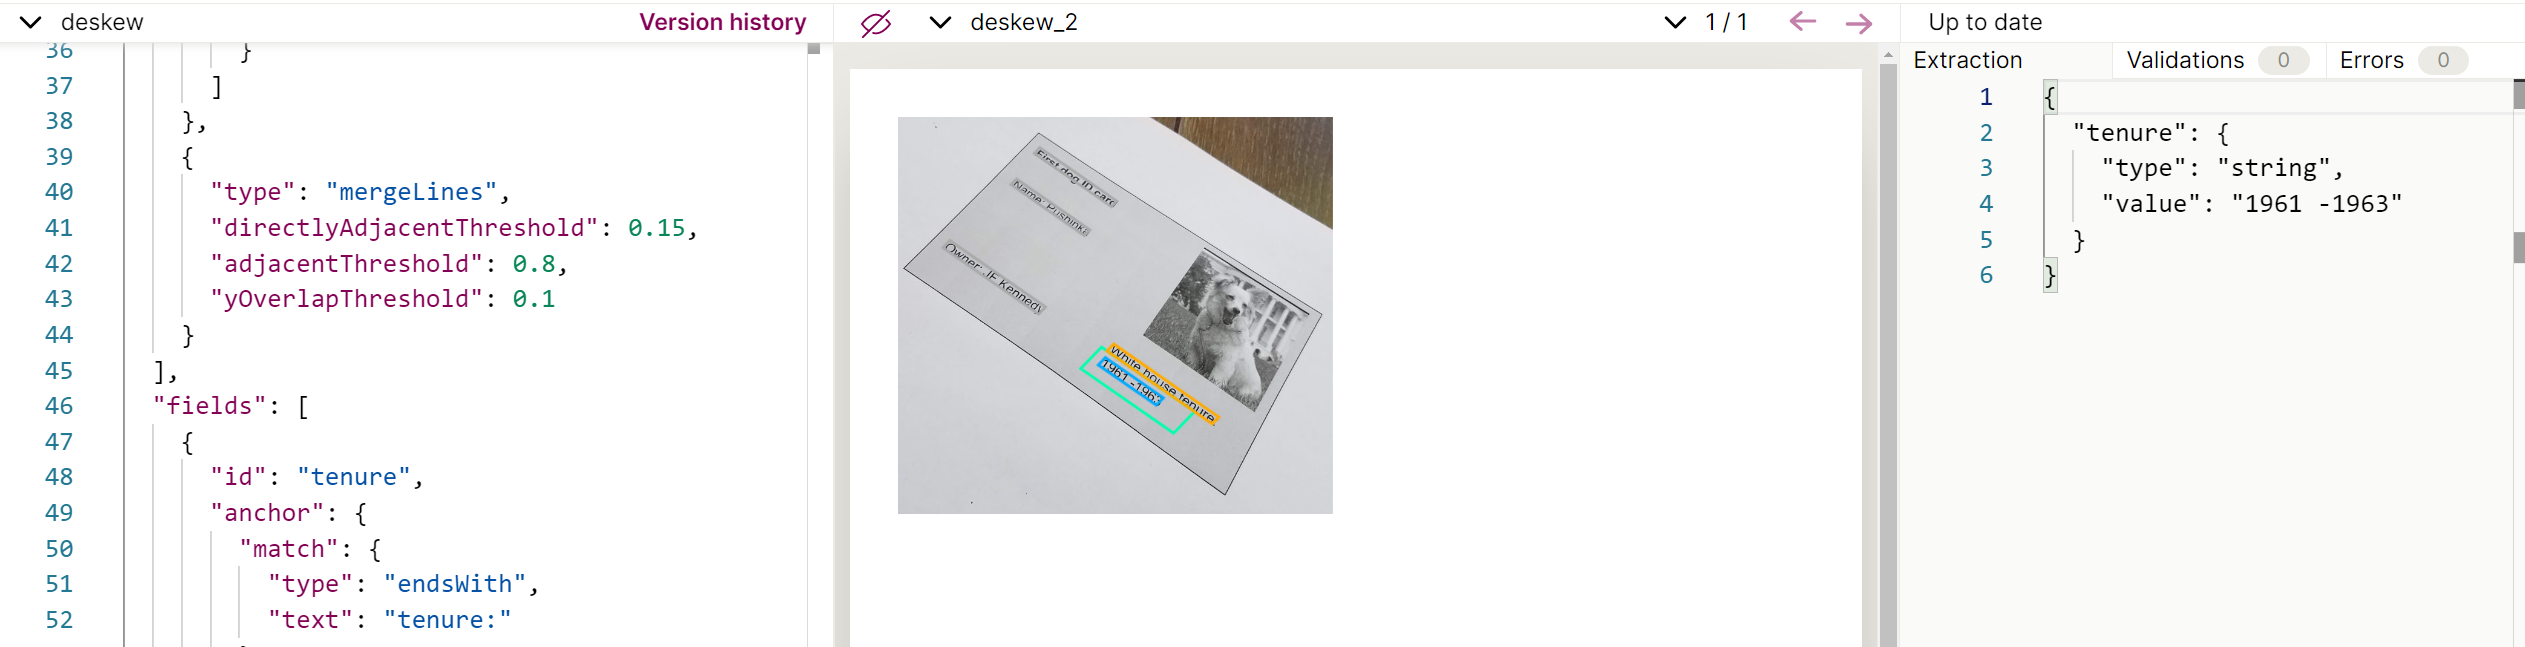 deskew
Version history
deskew_2
1 / 1
Up to date
Extraction
Validations 0
Errors 0
36 }
37 ]
38 },
39 {
40 "type": "mergeLines",
41 "directlyAdjacentThreshold": 0.15,
42 "adjacentThreshold": 0.8,
43 "yOverlapThreshold": 0.1
44 }
45 ],
46 "fields": [
47 {
48 "id": "tenure",
49 "anchor": {
50 "match": {
51 "type": "endsWith",
52 "text": "tenure:"
First dog ID card
Name: Pushinka
Owner: JF Kennedy
White house tenure
1961 -1963
1 {
2 "tenure": {
3 "type": "string",
4 "value": "1961 -1963"
5 }
6 }